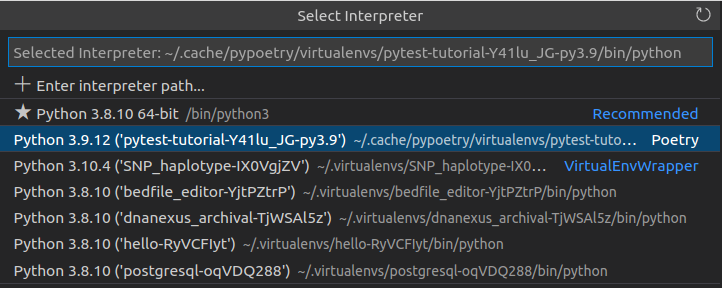 Select Interpreter
Selected Interpreter: ~/.cache/pypoetry/virtualenvs/pytest-tutorial-Y41lu_JG-py3.9/bin/python
+ Enter interpreter path...
★ Python 3.8.10 64-bit /bin/python3 Recommended
Python 3.9.12 ('pytest-tutorial-Y41lu_JG-py3.9') ~/.cache/pypoetry/virtualenvs/pytest-tuto... Poetry
Python 3.10.4 ('SNP_haplotype-IX0VgjZV') ~/.virtualenvs/SNP_haplotype-IX0... VirtualEnvWrapper
Python 3.8.10 ('bedfile_editor-YjtPZtrP') ~/.virtualenvs/bedfile_editor-YjtPZtrP/bin/python
Python 3.8.10 ('dnanexus_archival-TjWSAl5z') ~/.virtualenvs/dnanexus_archival-TjWSAl5z/bin/python
Python 3.8.10 ('hello-RyVCFIyt') ~/.virtualenvs/hello-RyVCFIyt/bin/python
Python 3.8.10 ('postgresql-oqVDQ288') ~/.virtualenvs/postgresql-oqVDQ288/bin/python